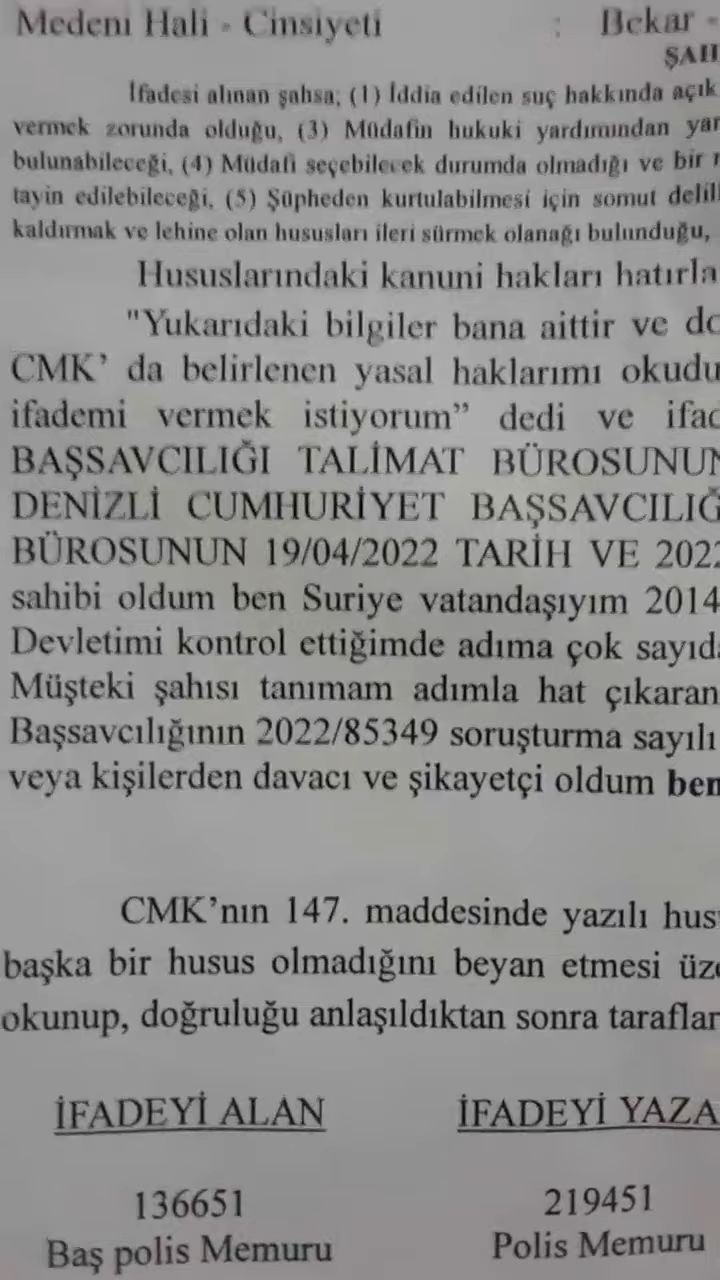 Medeni Hali - Cinsiyeti : Bekar -
İfadesi alınan şahsa; (1) İddia edilen suç hakkında açık
vermek zorunda olduğu, (3) Müdafin hukuki yardımından
bulunabileceği, (4) Müdafi seçebilecek durumda olmadığı ve bir
tayin edilebileceği, (5) Şüpheden kurtulabilmesi için somut
kaldırmak ve lehine olan hususları ileri sürmek olanağı bulunduğu,
Hususlarındaki kanuni hakları
"Yukarıdaki bilgiler bana aittir ve
CMK' da belirlenen yasal haklarımı
ifademi vermek istiyorum” dedi ve
BAŞSAVCILIĞI TALİMAT BÜROSUNUN
DENİZLİ CUMHURİYET
BÜROSUNUN 19/04/2022 TARİH VE
sahibi oldum ben Suriye vatandaşıyım 2014
Devletimi kontrol ettiğimde adıma çok
Müşteki şahısı tanımam adımla hat çıkaran
Başsavcılığının 2022/85349 soruşturma sayılı
veya kişilerden davacı ve şikayetçi oldum ben
CMK’nın 147. maddesinde yazılı
başka bir husus olmadığını beyan etmesi
okunup, doğruluğu anlaşıldıktan sonra
İFADEYİ ALAN İFADEYİ
136651 219451
Baş polis Memuru Polis Memuru